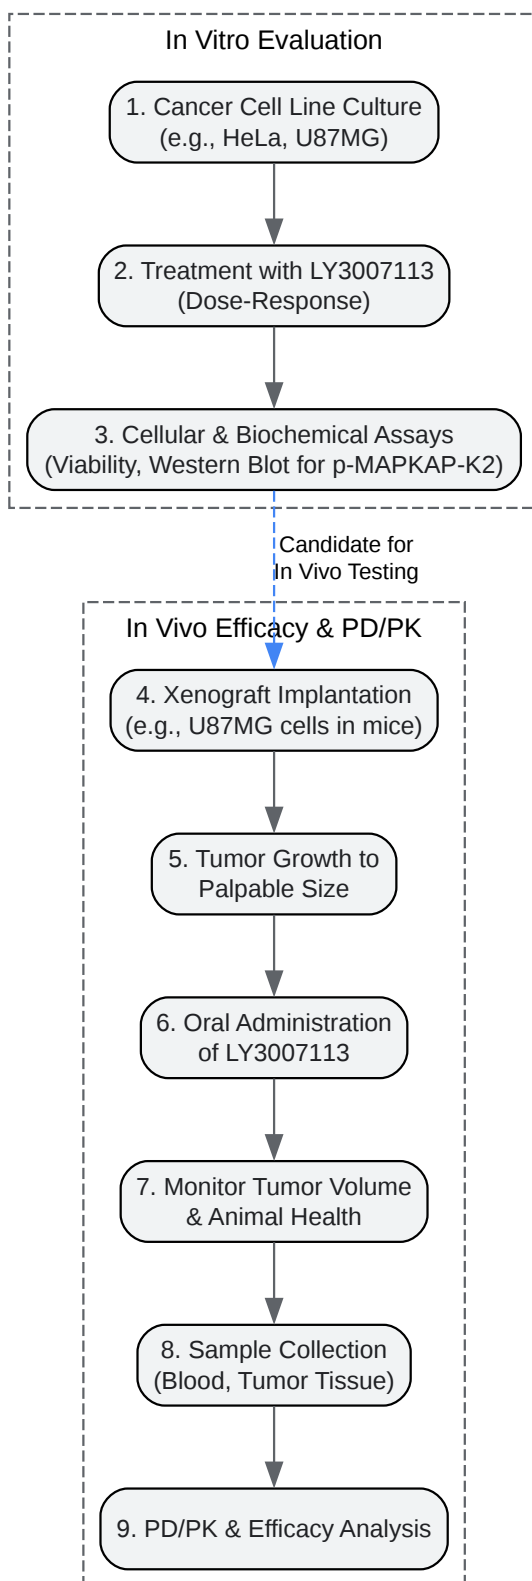 In Vitro Evaluation
1. Cancer Cell Line Culture
(e.g., HeLa, U87MG)
2. Treatment with LY3007113
(Dose-Response)
3. Cellular & Biochemical Assays
(Viability, Western Blot for p-MAPKAP-K2)
Candidate for
In Vivo Testing
In Vivo Efficacy & PD/PK
4. Xenograft Implantation
(e.g., U87MG cells in mice)
5. Tumor Growth to
Palpable Size
6. Oral Administration
of LY3007113
7. Monitor Tumor Volume
& Animal Health
8. Sample Collection
(Blood, Tumor Tissue)
9. PD/PK & Efficacy Analysis